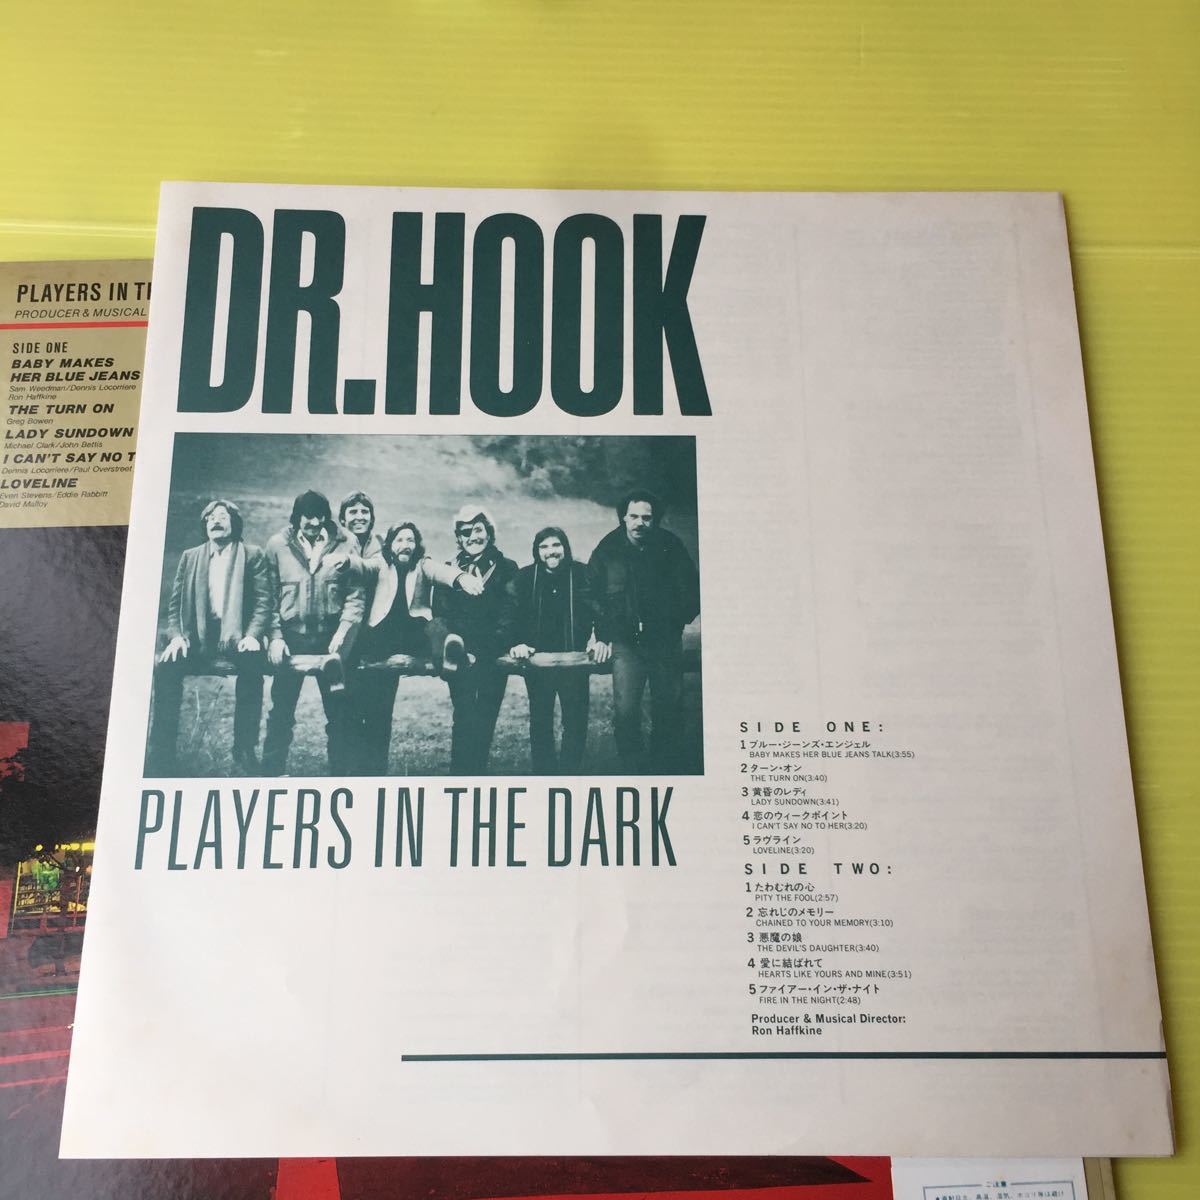 DR.HOOK
PLAYERS IN THE DARK
SIDE ONE:
1 ブルー・ジーンズ・エンジェル
BABY MAKES HER BLUE JEANS TALK(3:55)
2 ターン・オン
THE TURN ON(3:40)
3 黄昏のレディ
LADY SUNDOWN(3:41)
4 恋のウィークポイント
I CAN'T SAY NO TO HER(3:20)
5 ラヴライン
LOVELINE(3:20)
SIDE TWO:
1 たわむれの心
PITY THE FOOL(2:57)
2 忘れじのメモリー
CHAINED TO YOUR MEMORY(3:10)
3 悪魔の娘
THE DEVIL'S DAUGHTER(3:40)
4 愛に結ばれて
HEARTS LIKE YOURS AND MINE(3:51)
5 ファイアー・イン・ザ・ナイト
FIRE IN THE NIGHT(2:48)
Producer & Musical Director:
Ron Haffkine
PLAYERS IN TH
PRODUCER & MUSICAL
SIDE ONE
BABY MAKES
HER BLUE JEANS
Sam Weedman/Dennis Locorriere
Ron Haffkine
THE TURN ON
Greg Bowen
LADY SUNDOWN
Michael Clark/John Bettis
I CAN'T SAY NO T
Dennis Locorriere/Paul Overstreet
LOVELINE
Even Stevens/Eddie Rabbitt
David Malloy
ご注意